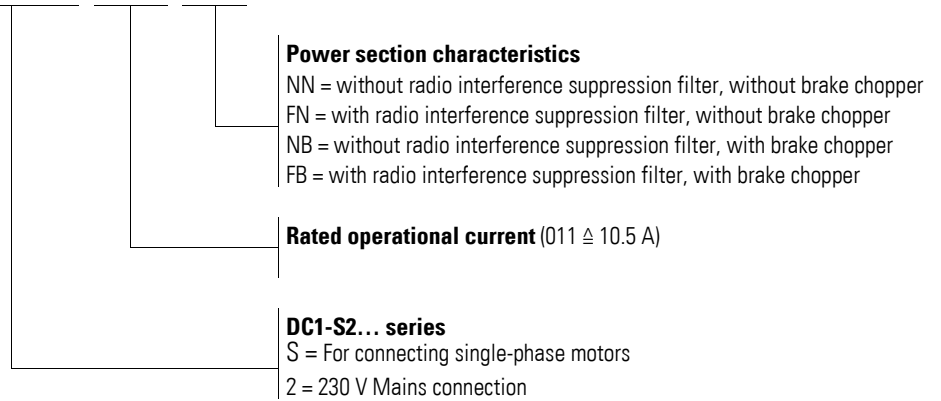 Power section characteristics
NN = without radio interference suppression filter, without brake chopper
FN = with radio interference suppression filter, without brake chopper
NB = without radio interference suppression filter, with brake chopper
FB = with radio interference suppression filter, with brake chopper
Rated operational current (011 ≙ 10.5 A)
DC1-S2… series
S = For connecting single-phase motors
2 = 230 V Mains connection